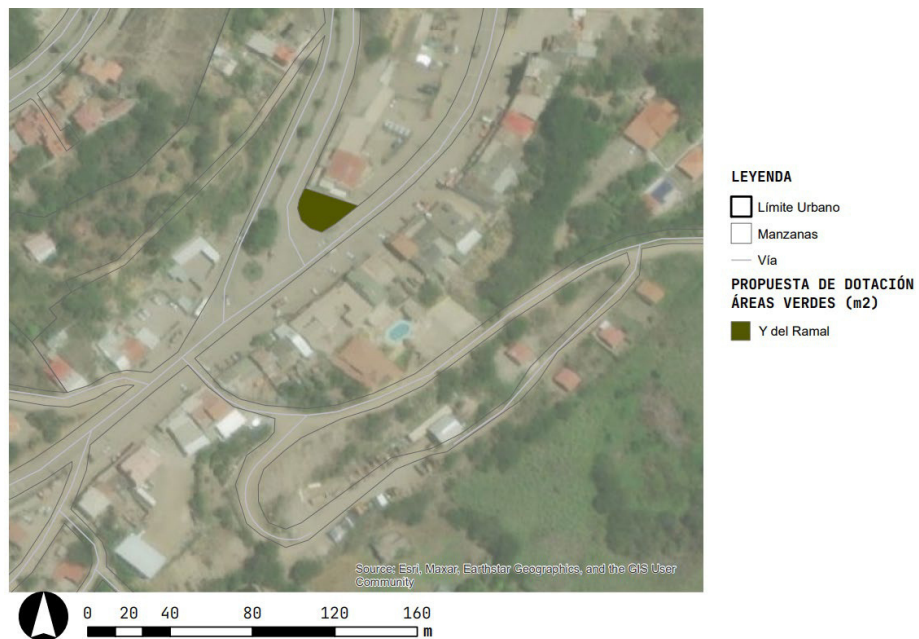 LEYENDA
Límite Urbano
Manzanas
Vía
PROPUESTA DE DOTACIÓN
ÁREAS VERDES (m2)
Y del Ramal
Source: Esri, Maxar, Earthstar Geographics, and the GIS User
Community
0 20 40 80 120 160
m